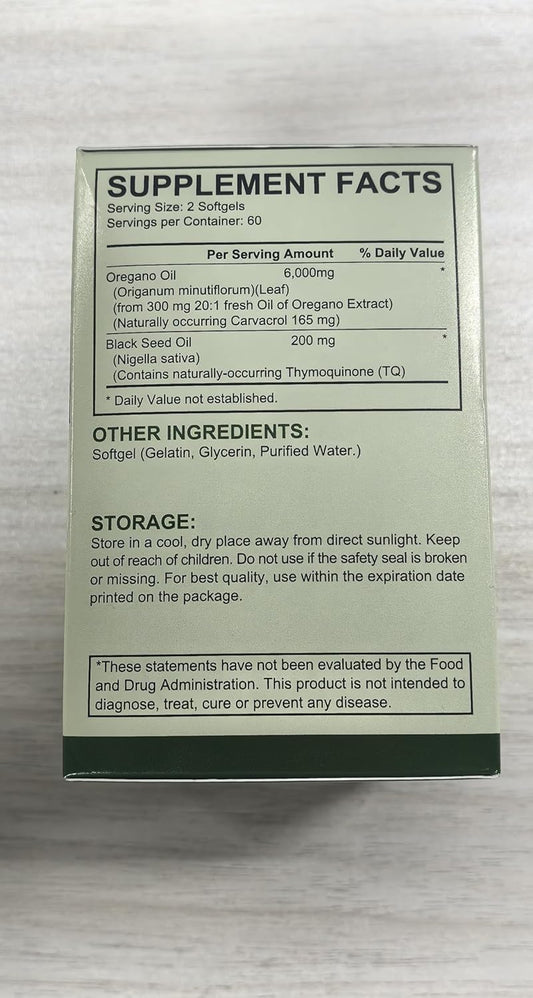 SUPPLEMENT FACTS
Serving Size: 2 Softgels
Servings per Container: 60
Per Serving Amount % Daily Value
Oregano Oil 6,000mg *
(Origanum minutiflorum)(Leaf)
(from 300 mg 20:1 fresh Oil of Oregano Extract)
(Naturally occurring Carvacrol 165 mg)
Black Seed Oil 200 mg *
(Nigella sativa)
(Contains naturally-occurring Thymoquinone (TQ)
* Daily Value not established.
OTHER INGREDIENTS:
Softgel (Gelatin, Glycerin, Purified Water.)
STORAGE:
Store in a cool, dry place away from direct sunlight. Keep
out of reach of children. Do not use if the safety seal is broken
or missing. For best quality, use within the expiration date
printed on the package.
*These statements have not been evaluated by the Food
and Drug Administration. This product is not intended to
diagnose, treat, cure or prevent any disease.